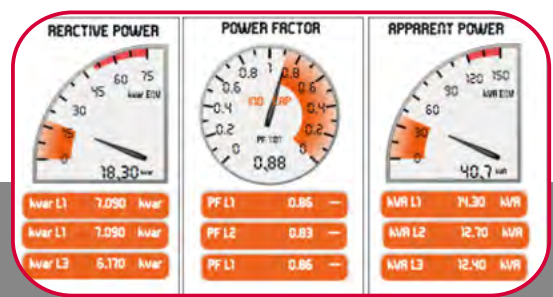 REACTIVE POWER
75
60
45
kvar EQV
30
15
0
18,30 kvar
kvar L1 7.090 kvar
kvar L1 7.090 kvar
kvar L3 6.170 kvar
POWER FACTOR
1
0.8 0.8
0.6 0.6
IND CAP
0.4 0.4
0.2 0.2
PF TOT
0 0
0,88
PF L1 0.86 —
PF L2 0.83 —
PF L1 0.86 —
APPARENT POWER
120 150
90
kVA EQV
60
30
0
40,7 kVA
kVA L1 14.30 kVA
kVA L2 12.70 kVA
kVA L3 12.40 kVA